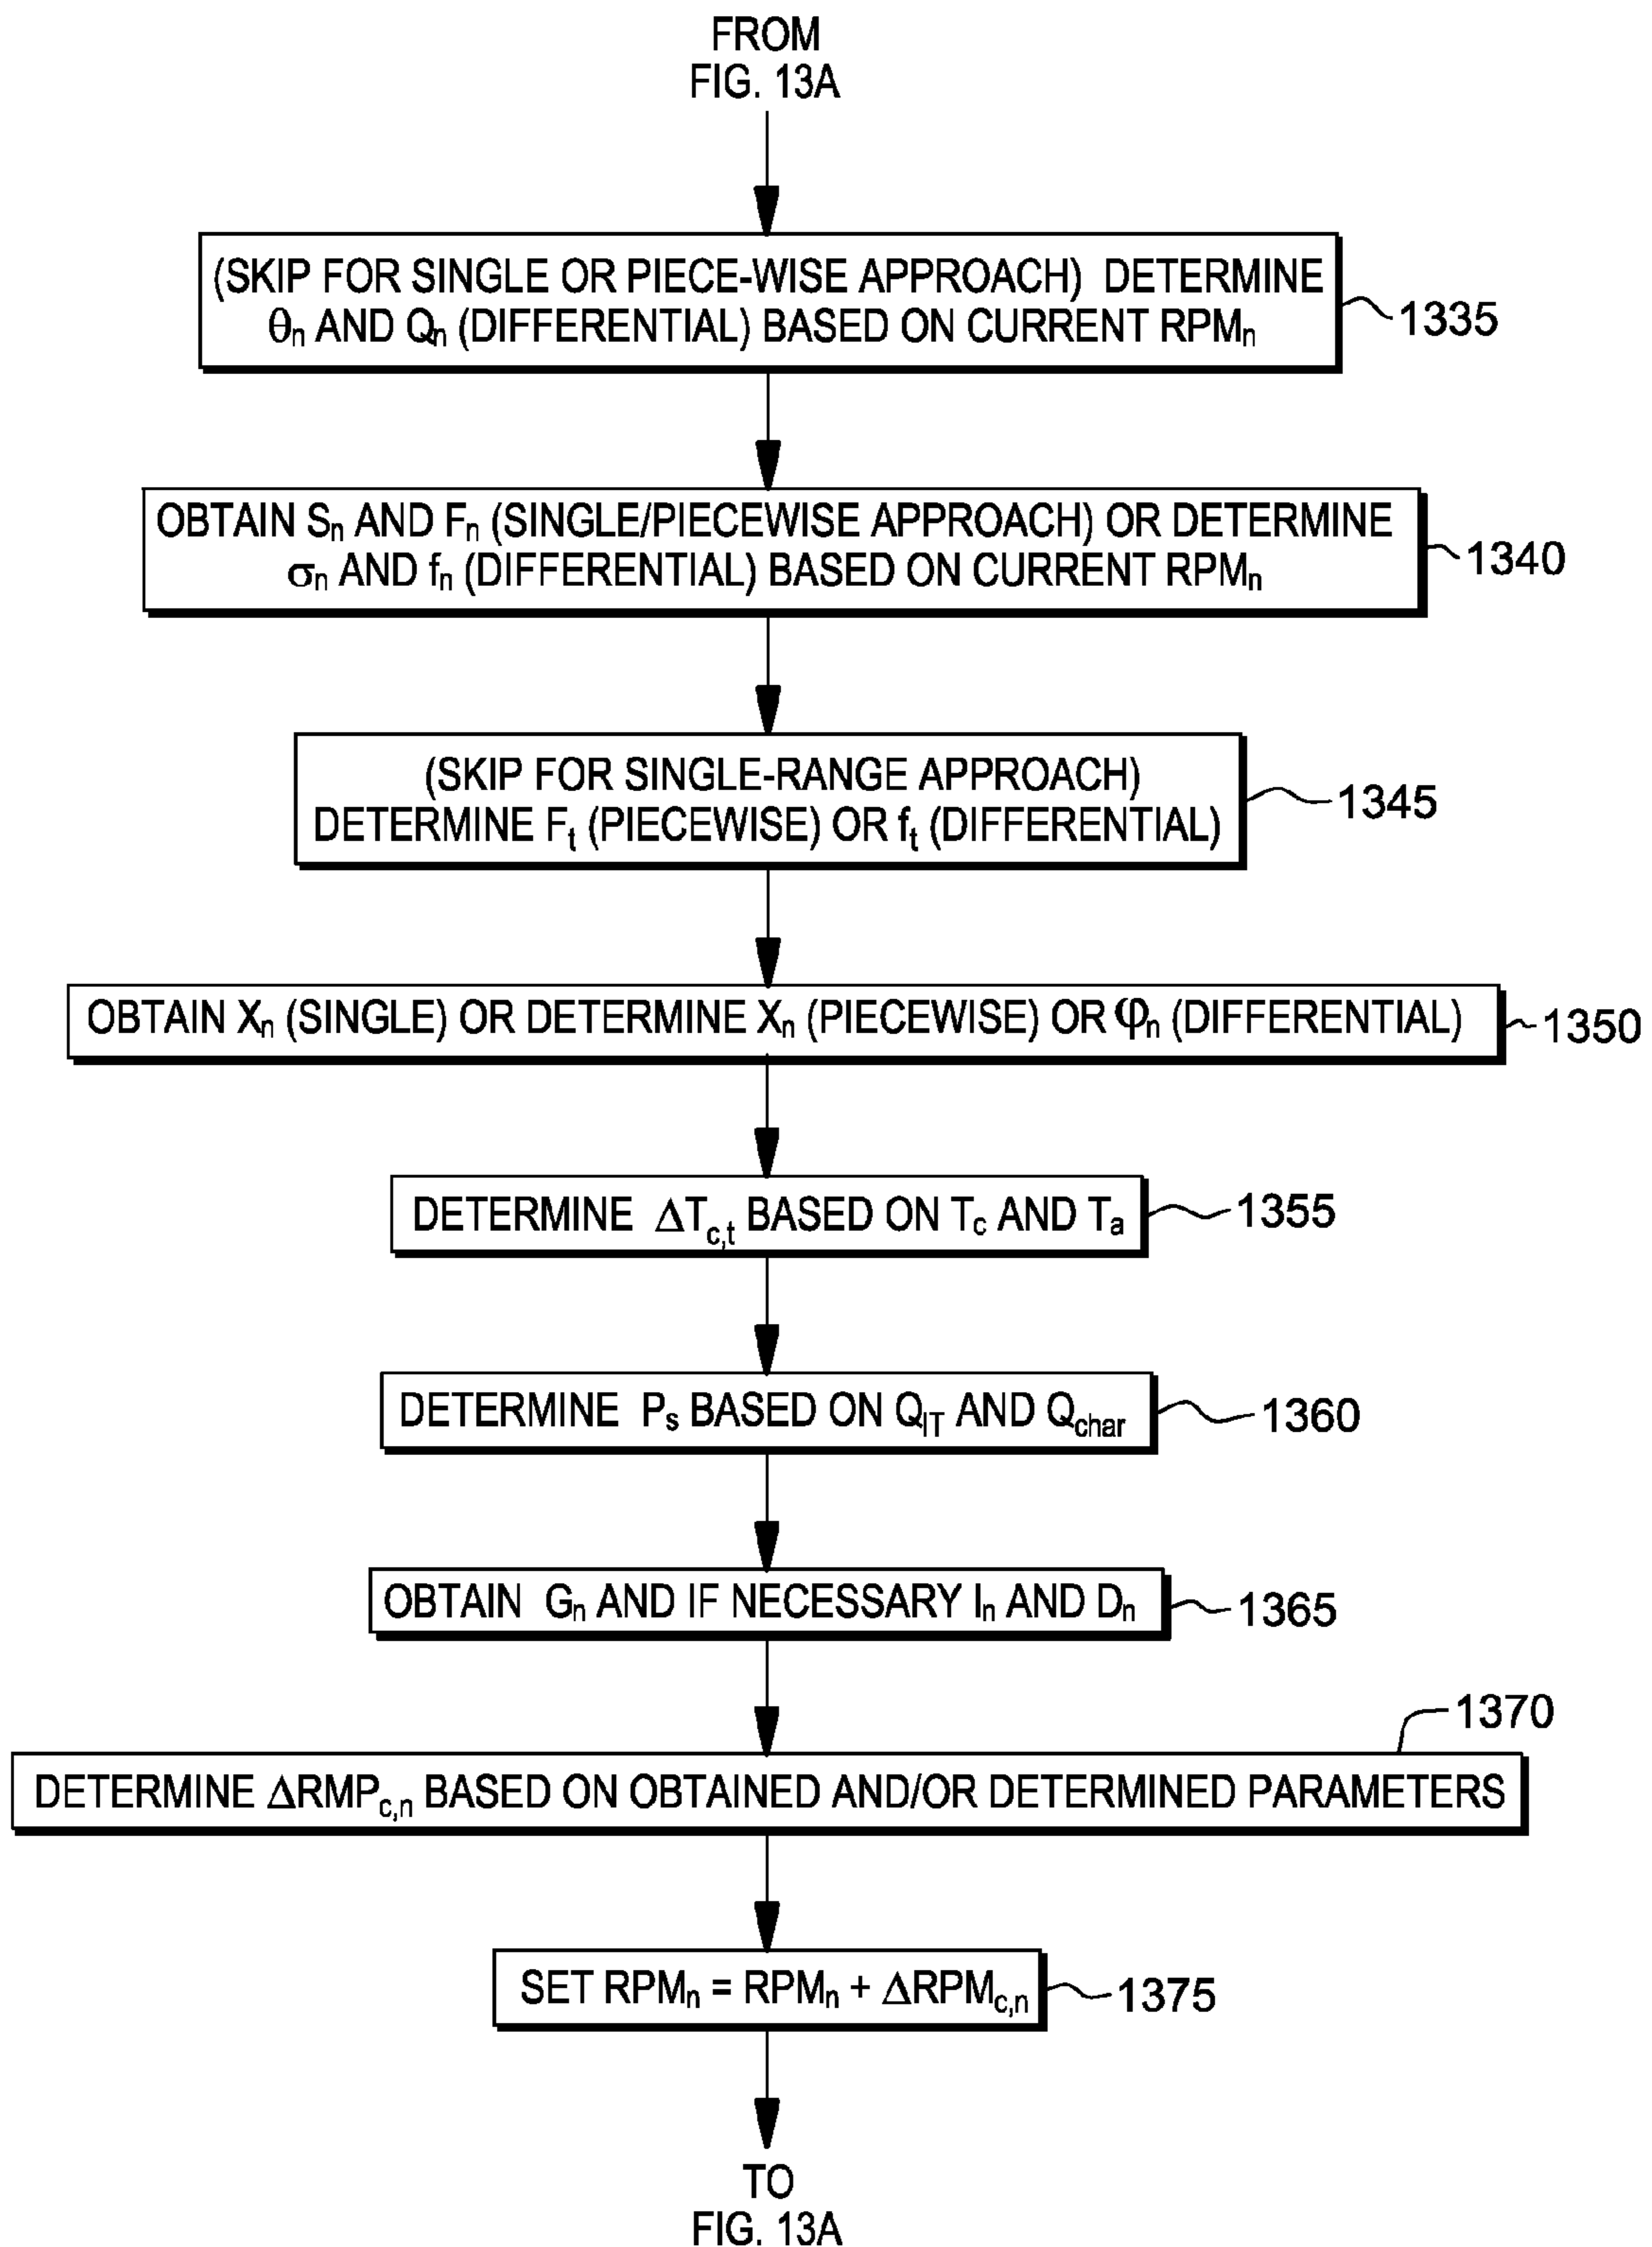 FROM
FIG. 13A
(SKIP FOR SINGLE OR PIECE-WISE APPROACH) DETERMINE
θn AND Qn (DIFFERENTIAL) BASED ON CURRENT RPMn
1335
OBTAIN Sn AND Fn (SINGLE/PIECEWISE APPROACH) OR DETERMINE
σn AND fn (DIFFERENTIAL) BASED ON CURRENT RPMn
1340
(SKIP FOR SINGLE-RANGE APPROACH)
DETERMINE Ft (PIECEWISE) OR ft (DIFFERENTIAL)
1345
OBTAIN Xn (SINGLE) OR DETERMINE Xn (PIECEWISE) OR φn (DIFFERENTIAL)
1350
DETERMINE ΔTc,t BASED ON Tc AND Ta
1355
DETERMINE Ps BASED ON QIT AND Qchar
1360
OBTAIN Gn AND IF NECESSARY In AND Dn
1365
1370
DETERMINE ΔRMPc,n BASED ON OBTAINED AND/OR DETERMINED PARAMETERS
SET RPMn = RPMn + ΔRPMc,n
1375
TO
FIG. 13A